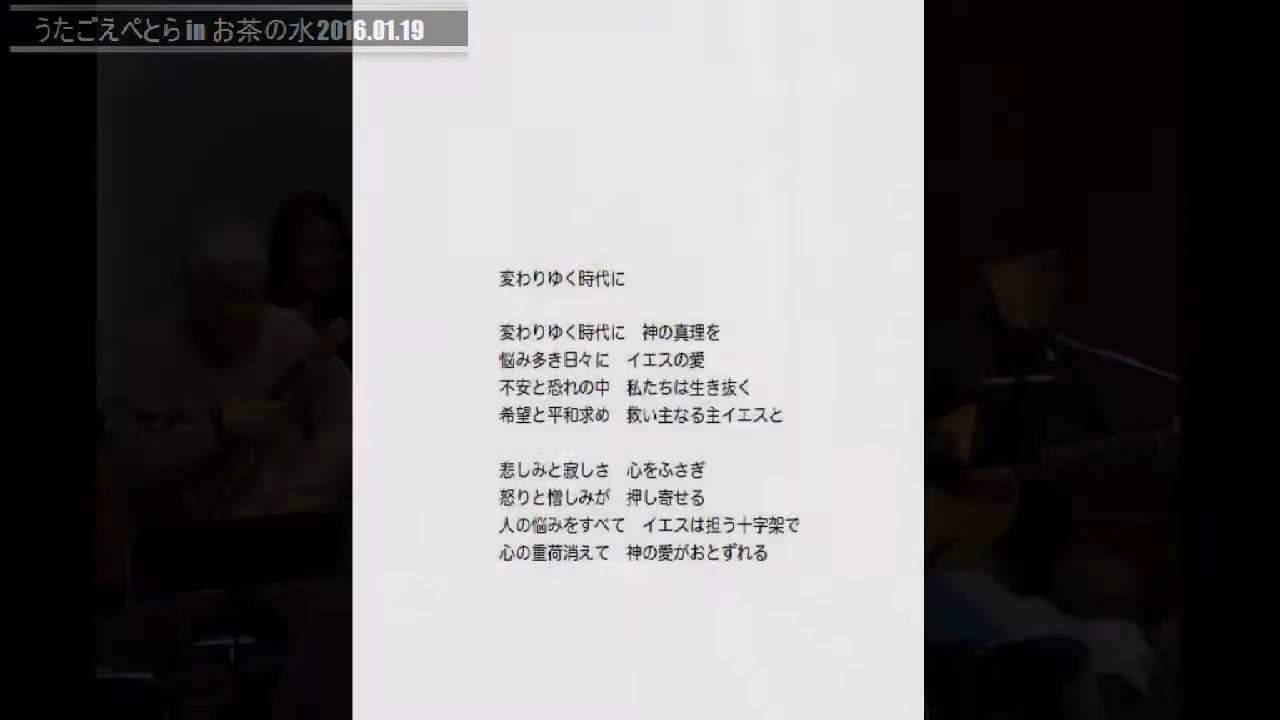 うたごえぺとら in お茶の水 2016.01.19
変わりゆく時代に
変わりゆく時代に　神の真理を
悩み多き日々に　イエスの愛
不安と恐れの中　私たちは生き抜く
希望と平和求め　救い主なる主イエスと
悲しみと寂しさ　心をふさぎ
怒りと憎しみが　押し寄せる
人の悩みをすべて　イエスは担う十字架で
心の重荷消えて　神の愛がおとずれる